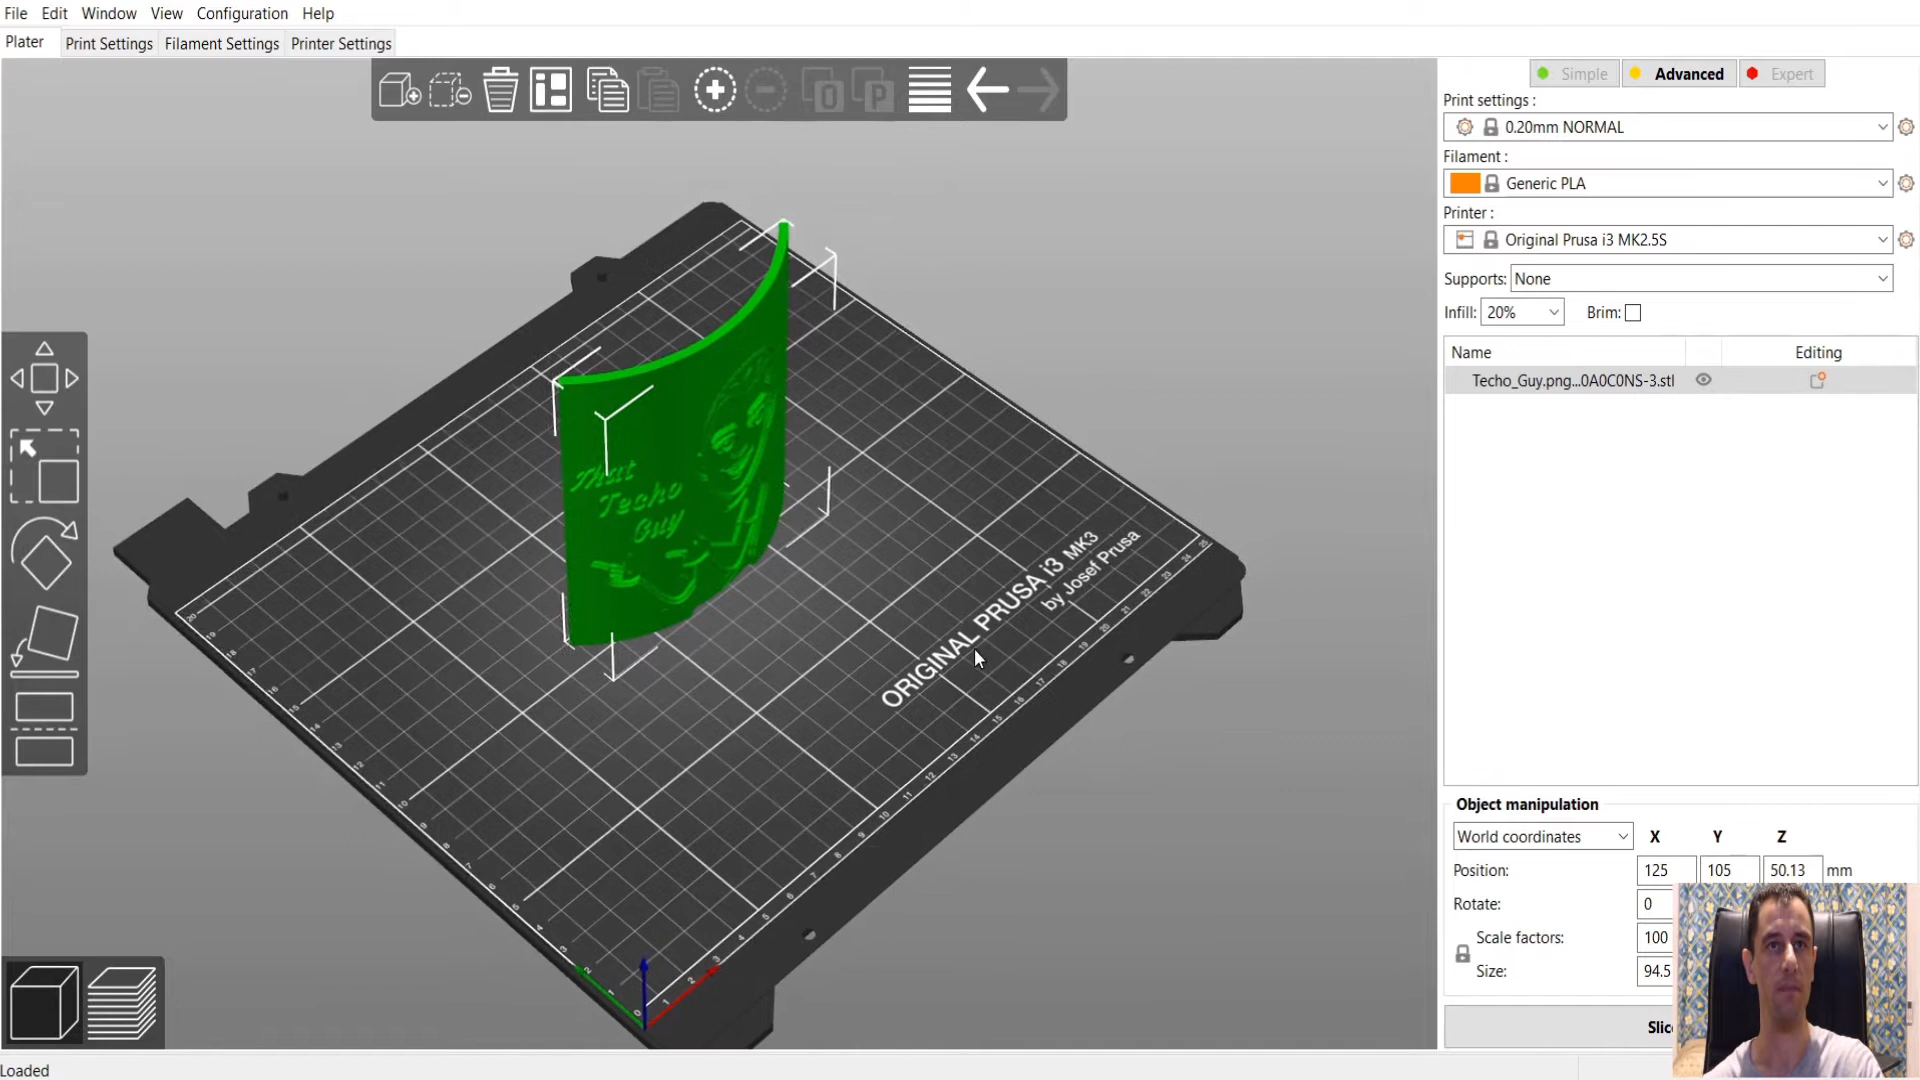 File Edit Window View Configuration Help
Plater Print Settings Filament Settings Printer Settings
Simple Advanced Expert
Print settings :
0.20mm NORMAL
Filament :
Generic PLA
Printer :
Original Prusa i3 MK2.5S
Supports: None
Infill: 20% Brim:
Name Editing
Techo_Guy.png...0A0C0NS-3.stl
That
Techo
Guy
ORIGINAL PRUSA i3 MK3
by Josef Prusa
Object manipulation
World coordinates X Y Z
Position: 125 105 50.13 mm
Rotate: 0
Scale factors: 100
Size: 94.5
Slic
Loaded